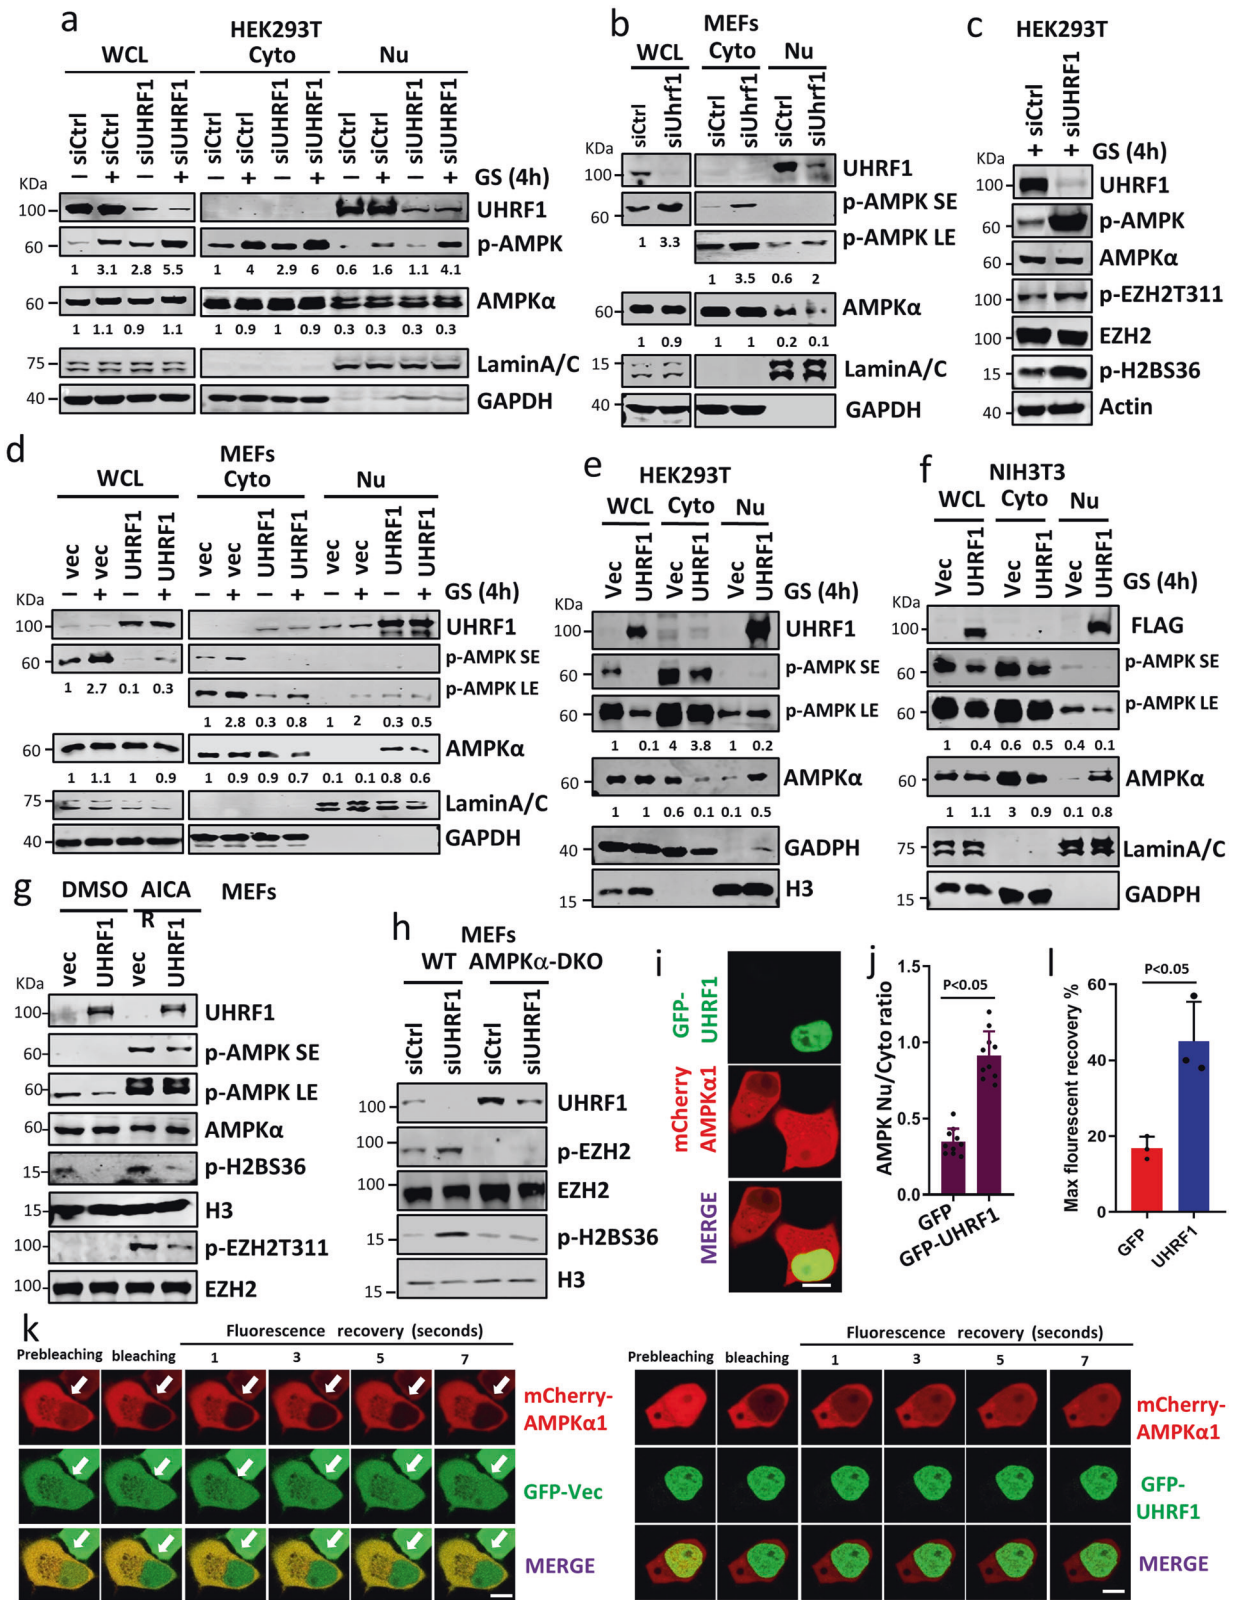 a
HEK293T
WCL Cyto Nu
siCtrl siCtrl siUHRF1 siUHRF1 siCtrl siCtrl siUHRF1 siUHRF1 siCtrl siCtrl siUHRF1 siUHRF1
− + − + − + − + − + − + GS (4h)
KDa
100 UHRF1
60 p-AMPK
1 3.1 2.8 5.5 1 4 2.9 6 0.6 1.6 1.1 4.1
60 AMPKα
1 1.1 0.9 1.1 1 0.9 1 0.9 0.3 0.3 0.3 0.3
75 LaminA/C
40 GAPDH
b
MEFs
WCL Cyto Nu
siCtrl siUhrf1 siCtrl siUhrf1 siCtrl siUhrf1
KDa
100 UHRF1
60 p-AMPK SE
1 3.3 p-AMPK LE
60
1 3.5 0.6 2
60 AMPKα
1 0.9 1 1 0.2 0.1
15 LaminA/C
40 GAPDH
c
HEK293T
siCtrl siUHRF1
+ + GS (4h)
KDa
100 UHRF1
60 p-AMPK
60 AMPKα
100 p-EZH2T311
100 EZH2
15 p-H2BS36
40 Actin
d
MEFs
WCL Cyto Nu
vec vec UHRF1 UHRF1 vec vec UHRF1 UHRF1 vec vec UHRF1 UHRF1
− + − + − + − + − + − + GS (4h)
KDa
100 UHRF1
60 p-AMPK SE
1 2.7 0.1 0.3 60 p-AMPK LE
1 2.8 0.3 0.8 1 2 0.3 0.5
60 AMPKα
1 1.1 1 0.9 1 0.9 0.9 0.7 0.1 0.1 0.8 0.6
75 LaminA/C
40 GAPDH
e
HEK293T
WCL Cyto Nu
Vec UHRF1 Vec UHRF1 Vec UHRF1
GS (4h)
KDa
100 UHRF1
60 p-AMPK SE
60 p-AMPK LE
1 0.1 4 3.8 1 0.2
60 AMPKα
1 1 0.6 0.1 0.1 0.5
40 GADPH
15 H3
f
NIH3T3
WCL Cyto Nu
Vec UHRF1 Vec UHRF1 Vec UHRF1
GS (4h)
KDa
100 FLAG
60 p-AMPK SE
60 p-AMPK LE
1 0.4 0.6 0.5 0.4 0.1
60 AMPKα
1 1.1 3 0.9 0.1 0.8
75 LaminA/C
15 GADPH
g
DMSO AICA MEFs
R
vec UHRF1 vec UHRF1
KDa
100 UHRF1
60 p-AMPK SE
60 p-AMPK LE
60 AMPKα
15 p-H2BS36
15 H3
100 p-EZH2T311
100 EZH2
h
MEFs
WT AMPKα-DKO
siCtrl siUHRF1 siCtrl siUHRF1
100 UHRF1
100 p-EZH2
100 EZH2
15 p-H2BS36
15 H3
i
GFP-
UHRF1
mCherry
AMPKα1
MERGE
j
AMPK Nu/Cyto ratio
1.5
1.0
0.5
0.0
P<0.05
GFP
GFP-UHRF1
l
Max flourescent recovery %
60
40
20
0
P<0.05
GFP
UHRF1
k
Fluorescence recovery (seconds)
Prebleaching bleaching 1 3 5 7
mCherry-
AMPKα1
GFP-Vec
MERGE
Fluorescence recovery (seconds)
Prebleaching bleaching 1 3 5 7
mCherry-
AMPKα1
GFP-
UHRF1
MERGE